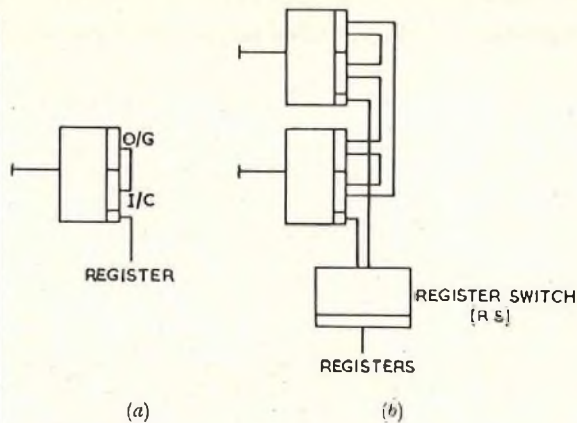 O/G
I/C
REGISTER
REGISTER SWITCH
[R S]
REGISTERS
(a)
(b)